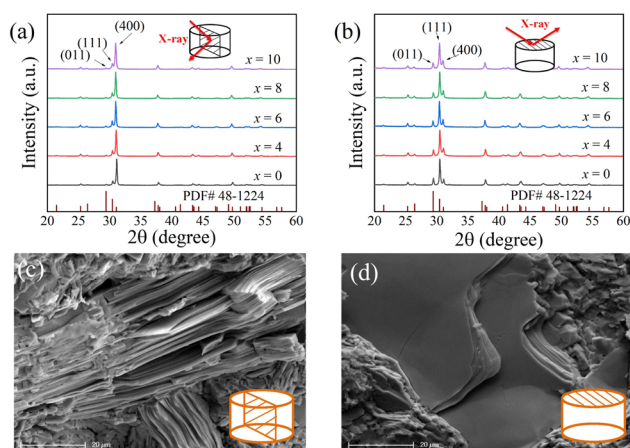 (a)
(400)
(111)
(011)
X-ray
x = 10
x = 8
x = 6
x = 4
x = 0
PDF# 48-1224
Intensity (a.u.)
20 25 30 35 40 45 50 55 60
2θ (degree)
(b)
X-ray
(111)
(011)
(400)
x = 10
x = 8
x = 6
x = 4
x = 0
PDF# 48-1224
Intensity (a.u.)
20 25 30 35 40 45 50 55 60
2θ (degree)
(c)
20 μm
(d)
20 μm